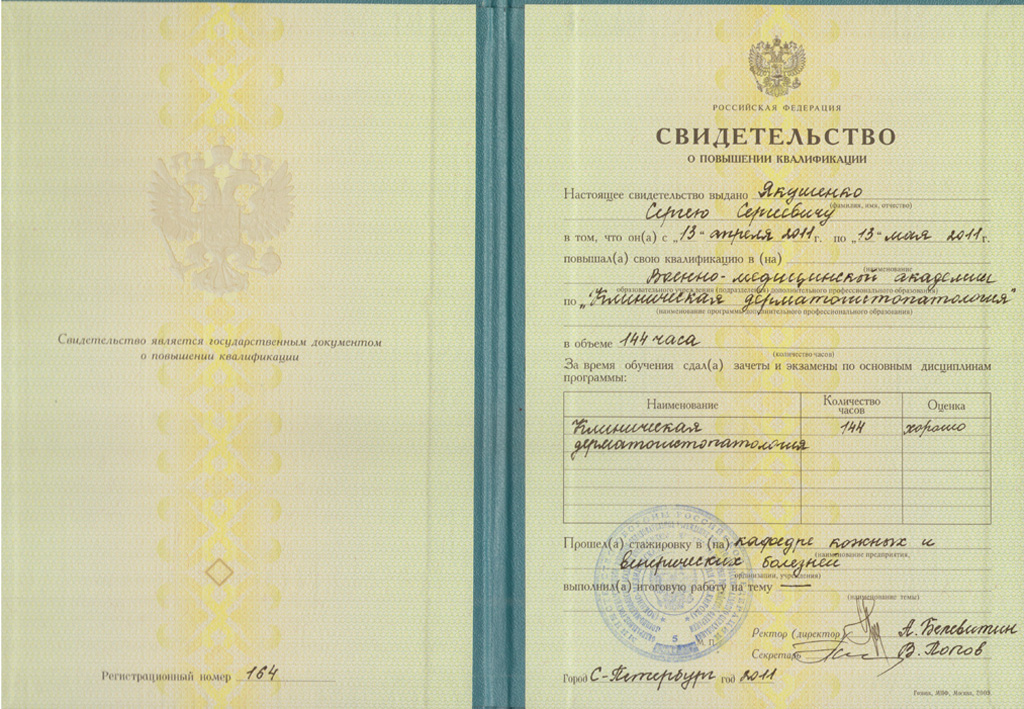 Свидетельство является государственным документом
о повышении квалификации
Регистрационный номер 164
РОССИЙСКАЯ ФЕДЕРАЦИЯ
СВИДЕТЕЛЬСТВО
О ПОВЫШЕНИИ КВАЛИФИКАЦИИ
Настоящее свидетельство выдано Якушенко
(фамилия, имя, отчество)
Сергею Сергеевичу
в том, что он(а) с „13" апреля 2011 г. по „13" мая 2011 г.
повышал(а) свою квалификацию в (на)
(наименование
Военно-медицинской академии
образовательного учреждения (подразделения) дополнительного профессионального образования)
по „Клиническая дерматогистопатология"
(наименование программы дополнительного профессионального образования)
в объеме 144 часа
(количество часов)
За время обучения сдал(а) зачеты и экзамены по основным дисциплинам
программы:
Наименование Количество часов Оценка
Клиническая 144 хорошо
дерматогистопатология
Прошел(а) стажировку в (на) кафедре кожных и
(наименование предприятия,
венерических болезней
организации, учреждения)
выполнил(а) итоговую работу на тему —
(наименование темы)
М. П.
Ректор (директор) А. Белевитин
Секретарь В. Попов
Город С-Петербург год 2011
Гознак, МПФ, Москва, 2009.